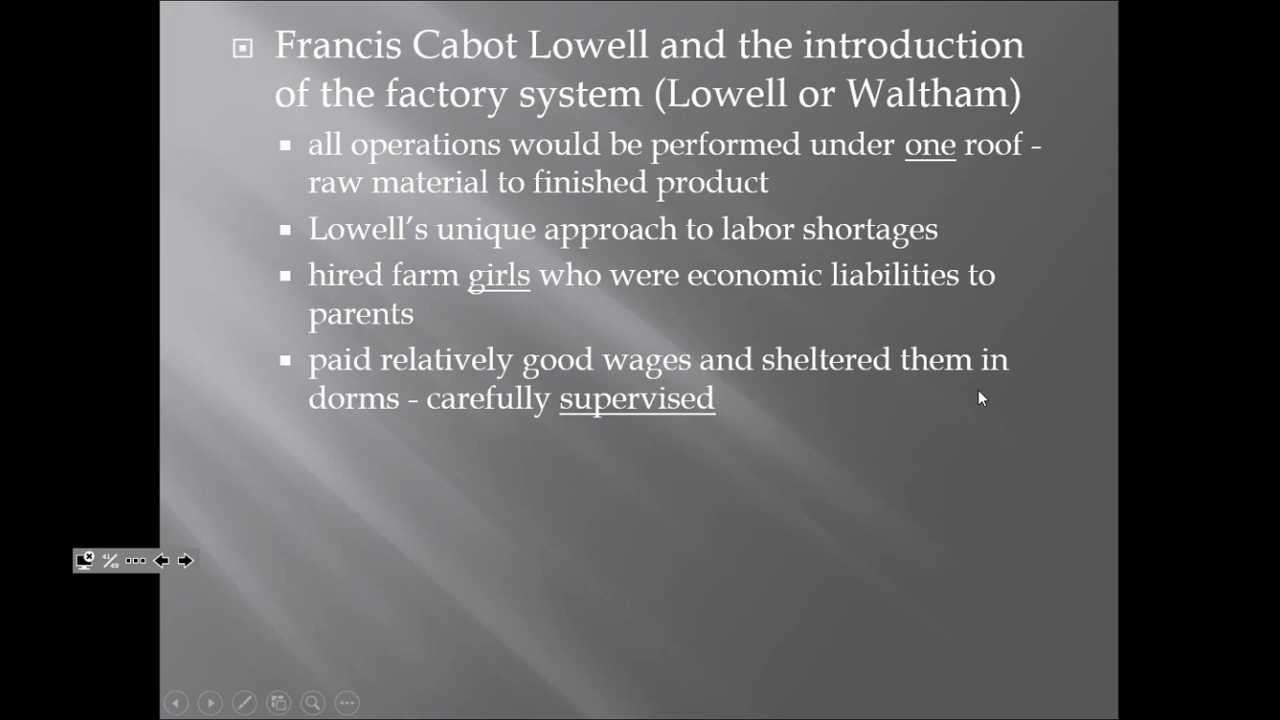 Francis Cabot Lowell and the introduction
of the factory system (Lowell or Waltham)
all operations would be performed under one roof -
raw material to finished product
Lowell's unique approach to labor shortages
hired farm girls who were economic liabilities to
parents
paid relatively good wages and sheltered them in
dorms - carefully supervised
41/49